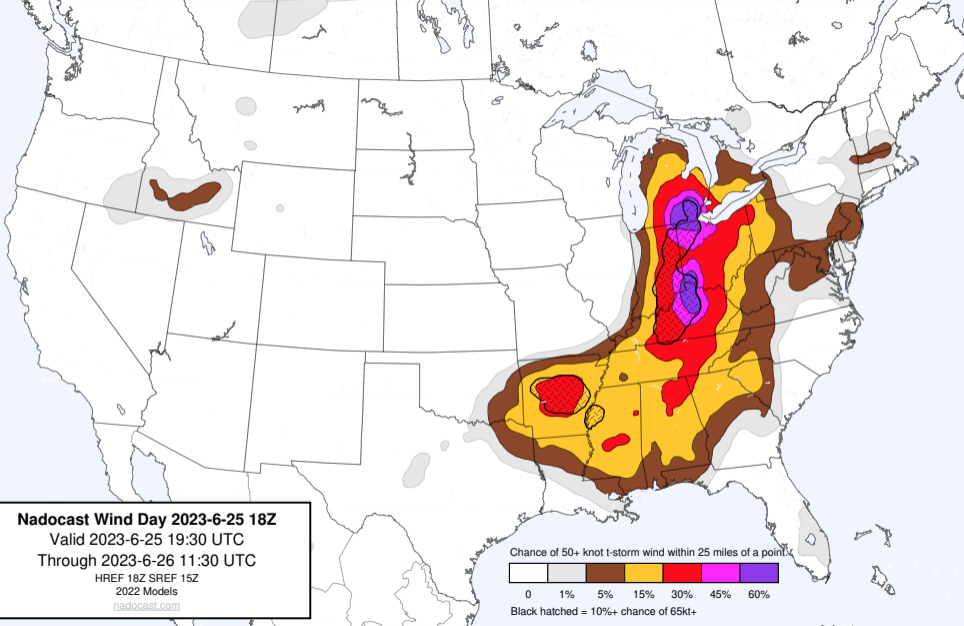 Nadocast Wind Day 2023-6-25 18Z
Valid 2023-6-25 19:30 UTC
Through 2023-6-26 11:30 UTC
HREF 18Z SREF 15Z
2022 Models
nadocast.com
Chance of 50+ knot t-storm wind within 25 miles of a point.
0 1% 5% 15% 30% 45% 60%
Black hatched = 10%+ chance of 65kt+